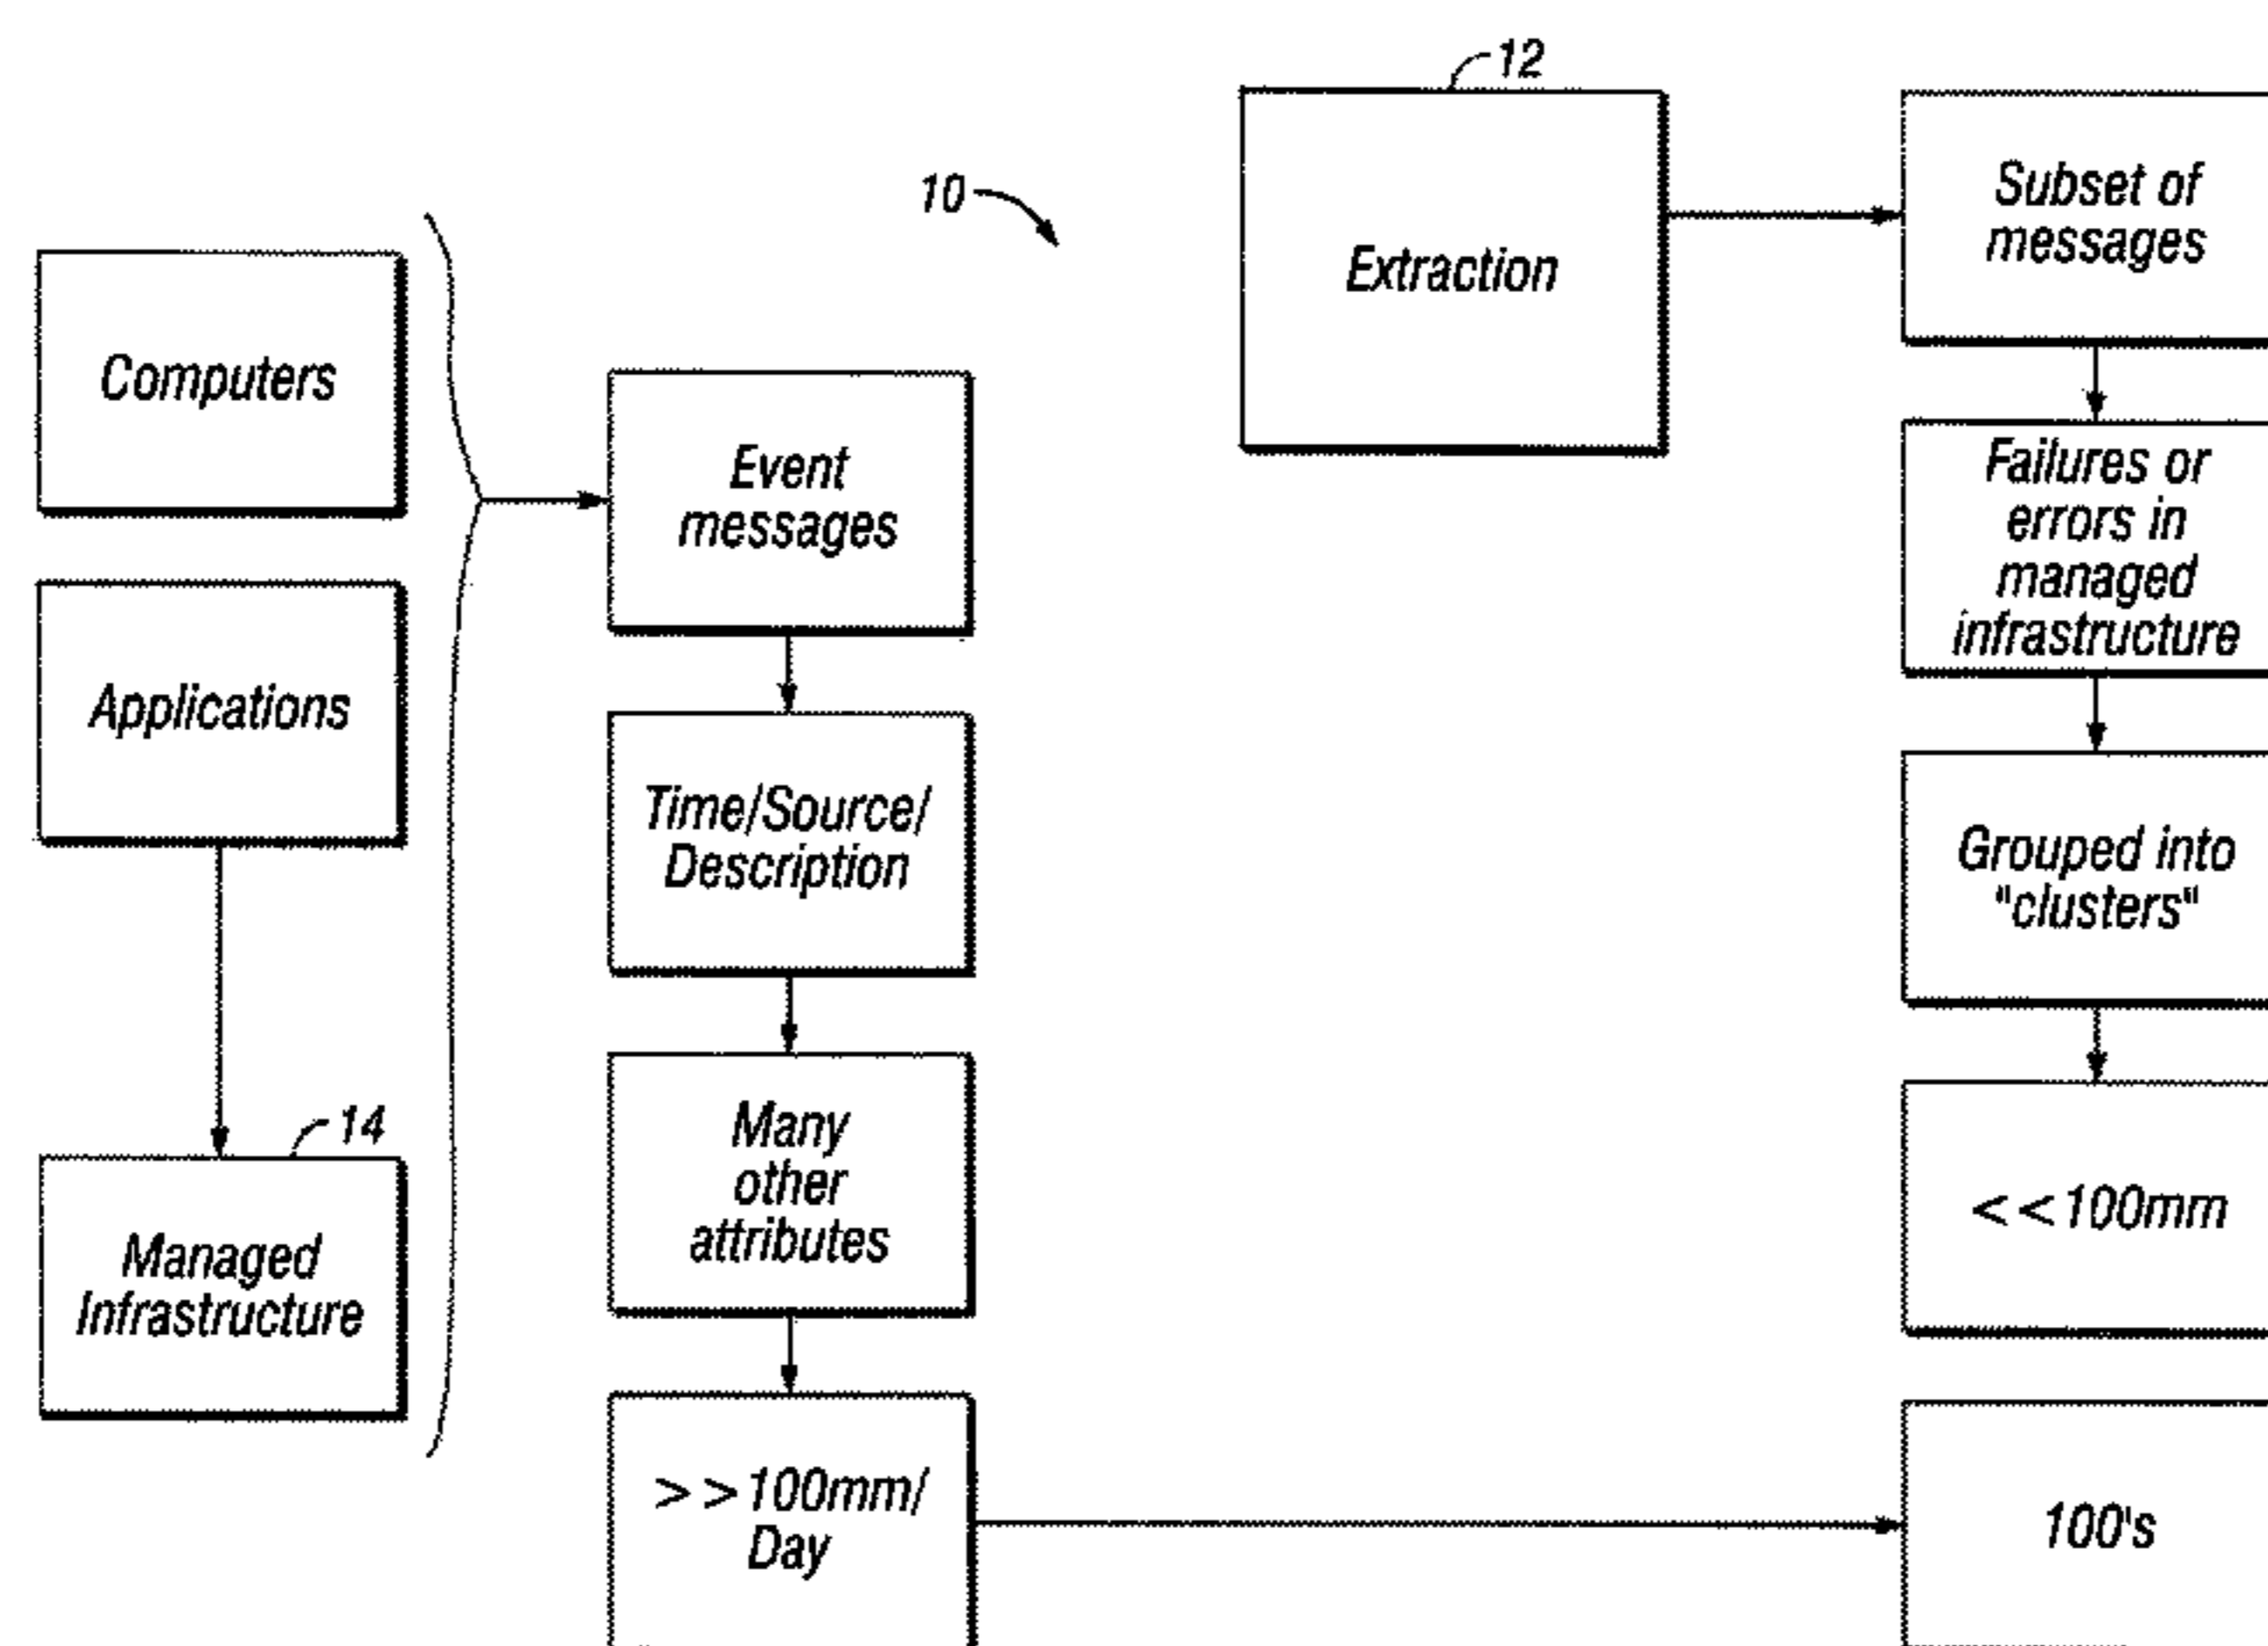 Computers
Applications
14
Managed
Infrastructure
10
Event
messages
Time/Source/
Description
Many
other
attributes
>>100mm/
Day
12
Extraction
Subset of
messages
Failures or
errors in
managed
infrastructure
Grouped into
"clusters"
<<100mm
100's